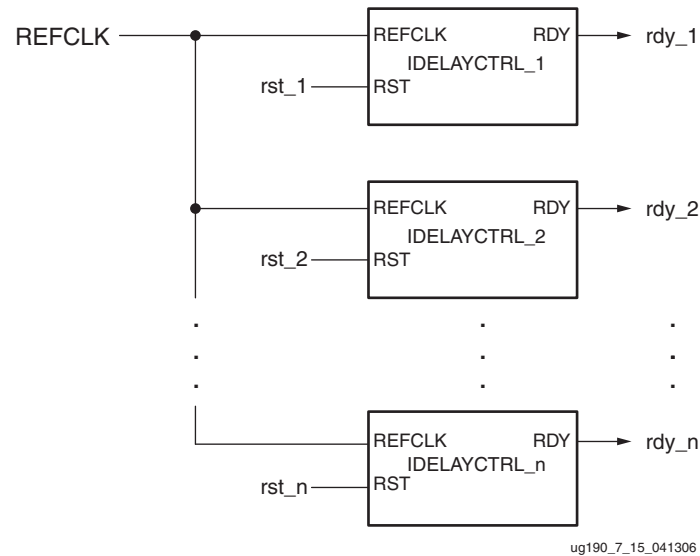 REFCLK
REFCLK RDY
rdy_1
IDELAYCTRL_1
rst_1
RST
REFCLK RDY
rdy_2
IDELAYCTRL_2
rst_2
RST
REFCLK RDY
rdy_n
IDELAYCTRL_n
rst_n
RST
ug190_7_15_041306